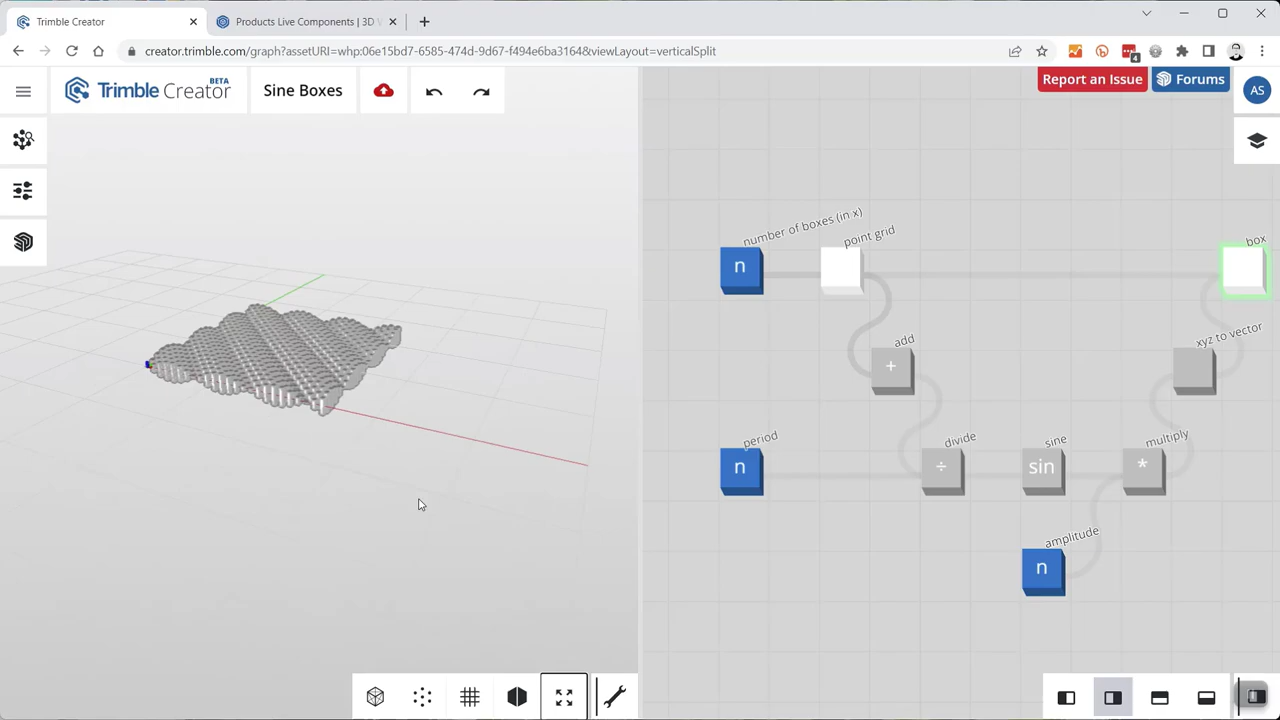 Trimble Creator
Products Live Components | 3D
creator.trimble.com/graph?assetURI=whp:06e15bd7-6585-474d-9d67-f494e6ba3164&viewLayout=verticalSplit
4
Trimble Creator BETA
Sine Boxes
Report an Issue
Forums
AS
number of boxes (in x)
point grid
box
n
add
xyz to vector
+
period
divide
sine
multiply
n
÷
sin
*
amplitude
n